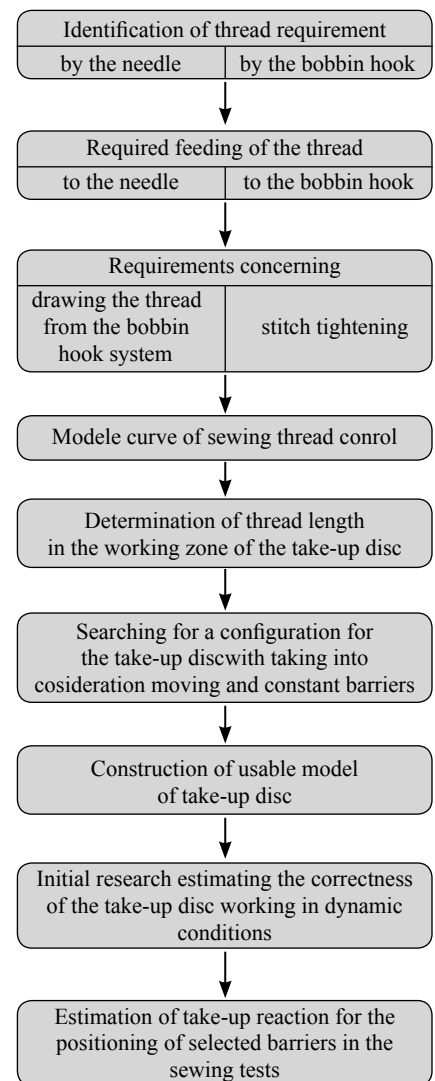 Identification of thread requirement
by the needle
by the bobbin hook
Required feeding of the thread
to the needle
to the bobbin hook
Requirements concerning
drawing the thread
from the bobbin
hook system
stitch tightening
Modele curve of sewing thread conrol
Determination of thread length
in the working zone of the take-up disc
Searching for a configuration for
the take-up discwith taking into
cosideration moving and constant barriers
Construction of usable model
of take-up disc
Initial research estimating the correctness
of the take-up disc working in dynamic
conditions
Estimation of take-up reaction for the
positioning of selected barriers in the
sewing tests